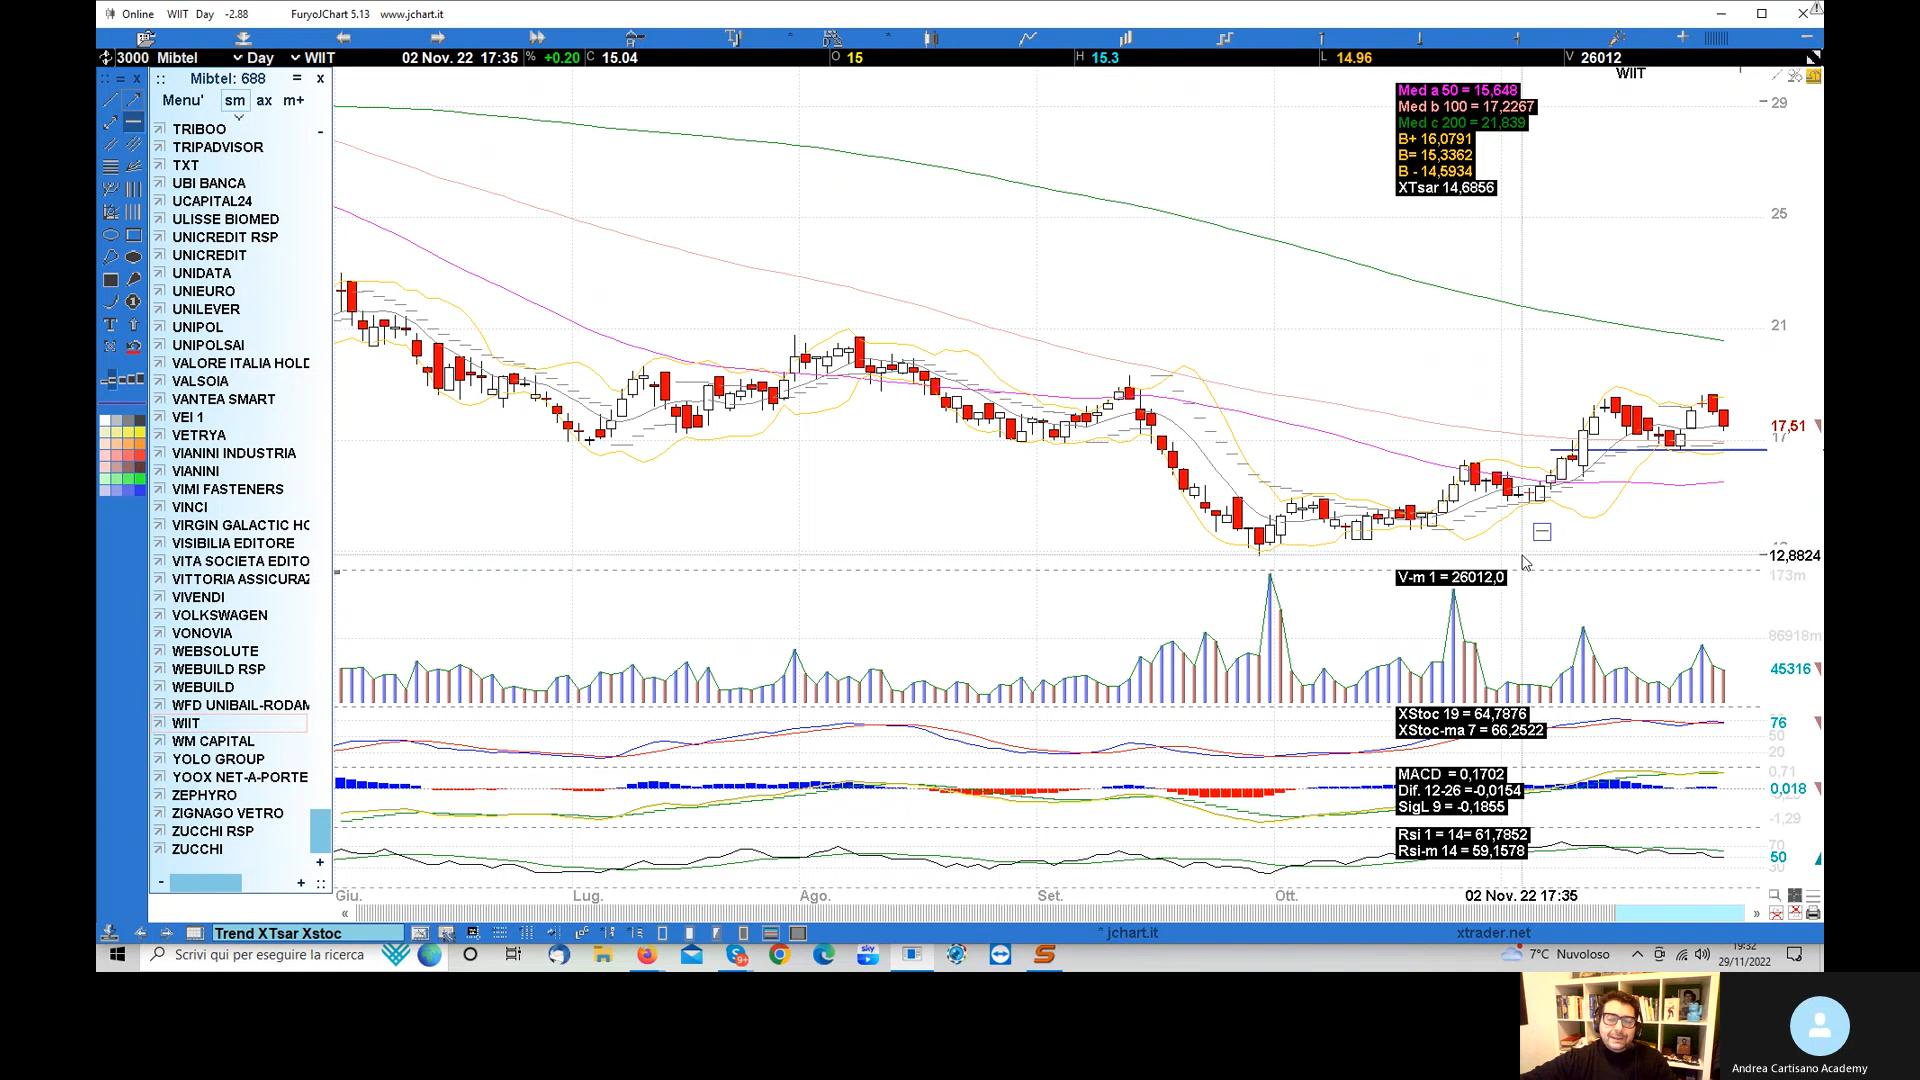 Online WIIT Day -2.88 FuryoJChart 5.13 www.jchart.it
3000 Mibtel Day WIIT 02 Nov. 22 17:35 % +0.20 C 15.04 O 15 H 15.3 L 14.96 V 26012
Mibtel: 688 = x
Menu' sm ax m+
TRIBOO
TRIPADVISOR
TXT
UBI BANCA
UCAPITAL24
ULISSE BIOMED
UNICREDIT RSP
UNICREDIT
UNIDATA
UNIEURO
UNILEVER
UNIPOL
UNIPOLSAI
VALORE ITALIA HOLD
VALSOIA
VANTEA SMART
VEI 1
VETRYA
VIANINI INDUSTRIA
VIANINI
VIMI FASTENERS
VINCI
VIRGIN GALACTIC HC
VISIBILIA EDITORE
VITA SOCIETA EDITO
VITTORIA ASSICURAZ
VIVENDI
VOLKSWAGEN
VONOVIA
WEBSOLUTE
WEBUILD RSP
WEBUILD
WFD UNIBAIL-RODAM
WIIT
WM CAPITAL
YOLO GROUP
YOOX NET-A-PORTE
ZEPHYRO
ZIGNAGO VETRO
ZUCCHI RSP
ZUCCHI
WIIT
Med a 50 = 15,648
Med b 100 = 17,2267
Med c 200 = 21,839
B+ 16,0791
B= 15,3362
B - 14,5934
XTsar 14,6856
29
25
21
17,51
17
12,8824
V-m 1 = 26012,0
173m
86918m
45316
XStoc 19 = 64,7876
XStoc-ma 7 = 66,2522
76
50
20
MACD = 0,1702
Dif. 12-26 =-0,0154
SigL 9 = -0,1855
0,71
0,018
-1,29
Rsi 1 = 14= 61,7852
Rsi-m 14 = 59,1578
70
50
30
Giu. Lug. Ago. Set. Ott. 02 Nov. 22 17:35
Trend XTsar Xstoc
* jchart.it
xtrader.net
Scrivi qui per eseguire la ricerca
sky
7°C Nuvoloso
19:32
29/11/2022
Andrea Cartisano Academy